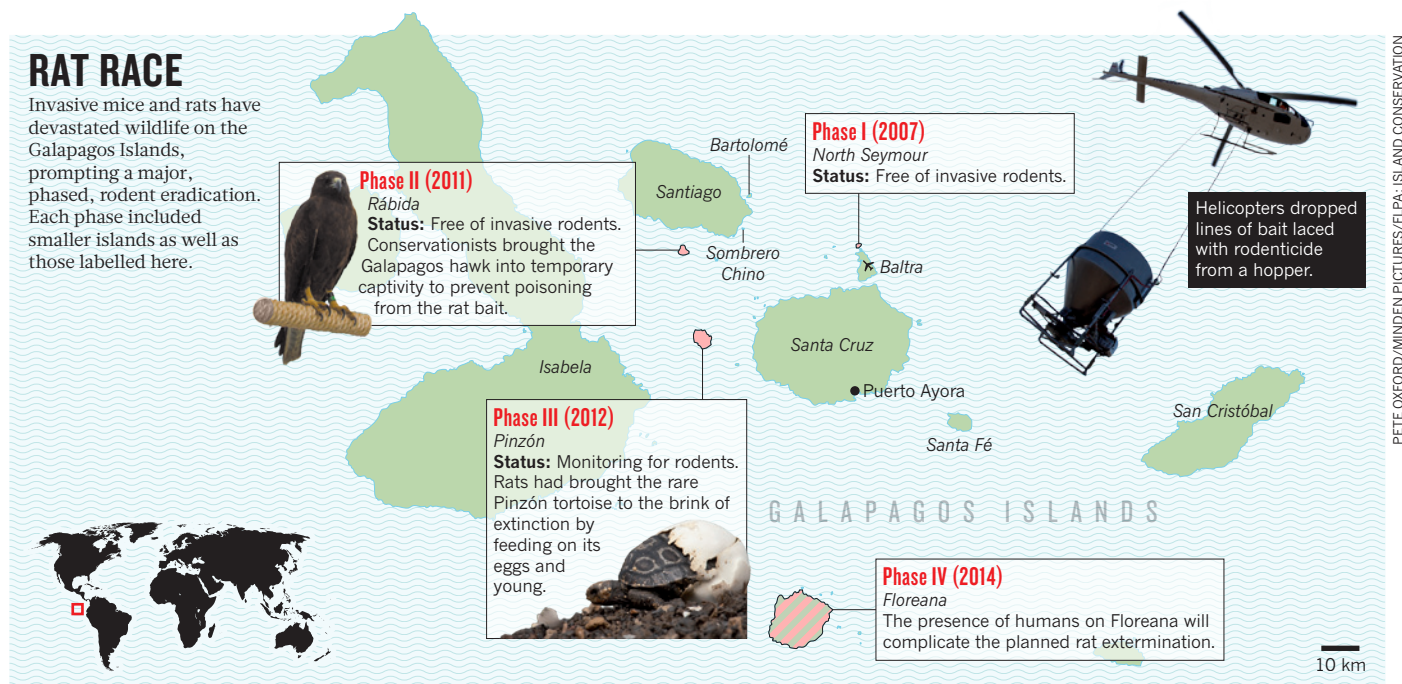 RAT RACE
Invasive mice and rats have
devastated wildlife on the
Galapagos Islands,
prompting a major,
phased, rodent eradication.
Each phase included
smaller islands as well as
those labelled here.
Phase II (2011)
Rábida
Status: Free of invasive rodents.
Conservationists brought the
Galapagos hawk into temporary
captivity to prevent poisoning
from the rat bait.
Santiago
Bartolomé
Sombrero
Chino
Phase I (2007)
North Seymour
Status: Free of invasive rodents.
Baltra
Helicopters dropped
lines of bait laced
with rodenticide
from a hopper.
Isabela
Santa Cruz
Puerto Ayora
Santa Fé
San Cristóbal
Phase III (2012)
Pinzón
Status: Monitoring for rodents.
Rats had brought the rare
Pinzón tortoise to the brink of
extinction by
feeding on its
eggs and
young.
GALAPAGOS ISLANDS
Phase IV (2014)
Floreana
The presence of humans on Floreana will
complicate the planned rat extermination.
10 km
PETE OXFORD/MINDEN PICTURES/FLPA; ISLAND CONSERVATION